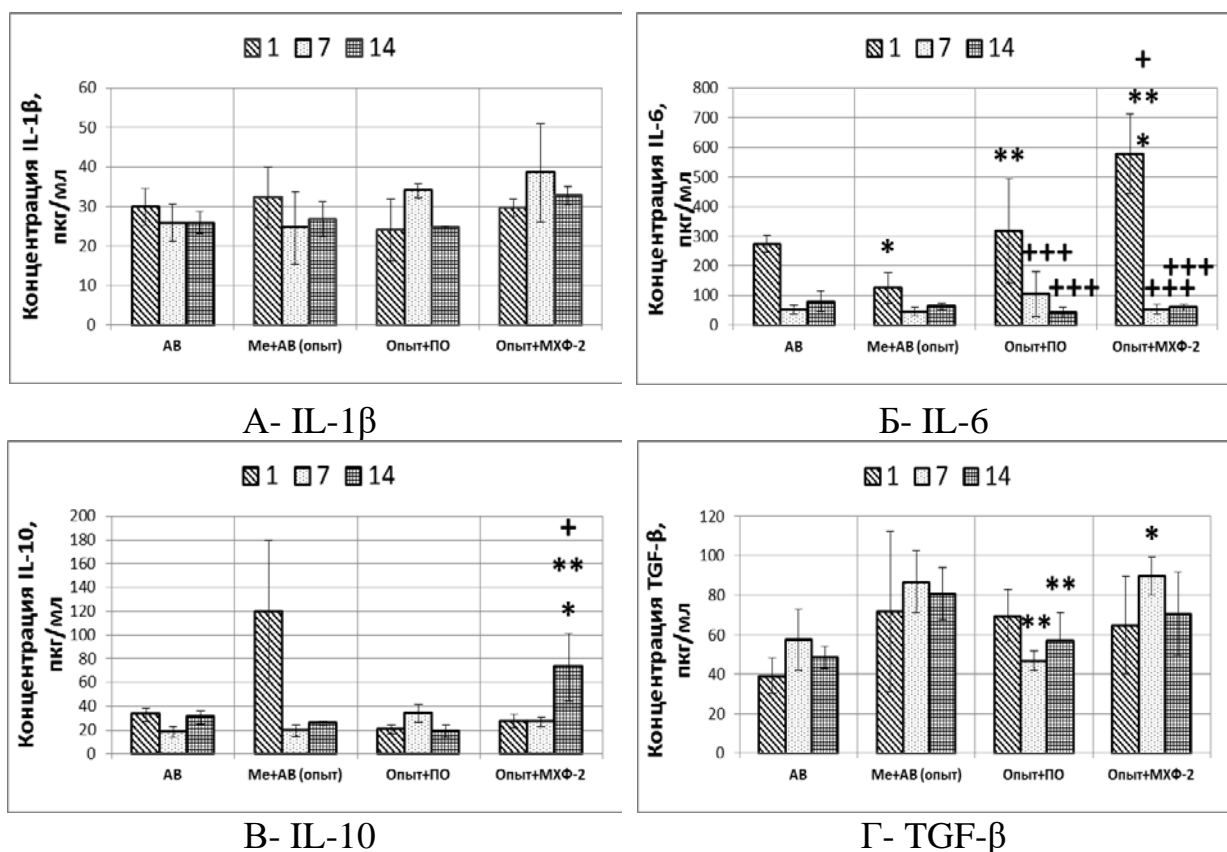 1 7 14
Концентрация IL-1β,
пкг/мл
60
50
40
30
20
10
0
АВ
Ме+АВ (опыт)
Опыт+ПО
Опыт+МХФ-2
А- IL-1β
1 7 14
Концентрация IL-6,
пкг/мл
800
700
600
500
400
300
200
100
0
*
**
+++
+++
+
**
*
+++
+++
АВ
Ме+АВ (опыт)
Опыт+ПО
Опыт+МХФ-2
Б- IL-6
1 7 14
Концентрация IL-10,
пкг/мл
200
180
160
140
120
100
80
60
40
20
0
+
**
*
АВ
Ме+АВ (опыт)
Опыт+ПО
Опыт+МХФ-2
В- IL-10
1 7 14
Концентрация TGF-β,
пкг/мл
120
100
80
60
40
20
0
**
**
*
АВ
Ме+АВ (опыт)
Опыт+ПО
Опыт+МХФ-2
Г- TGF-β